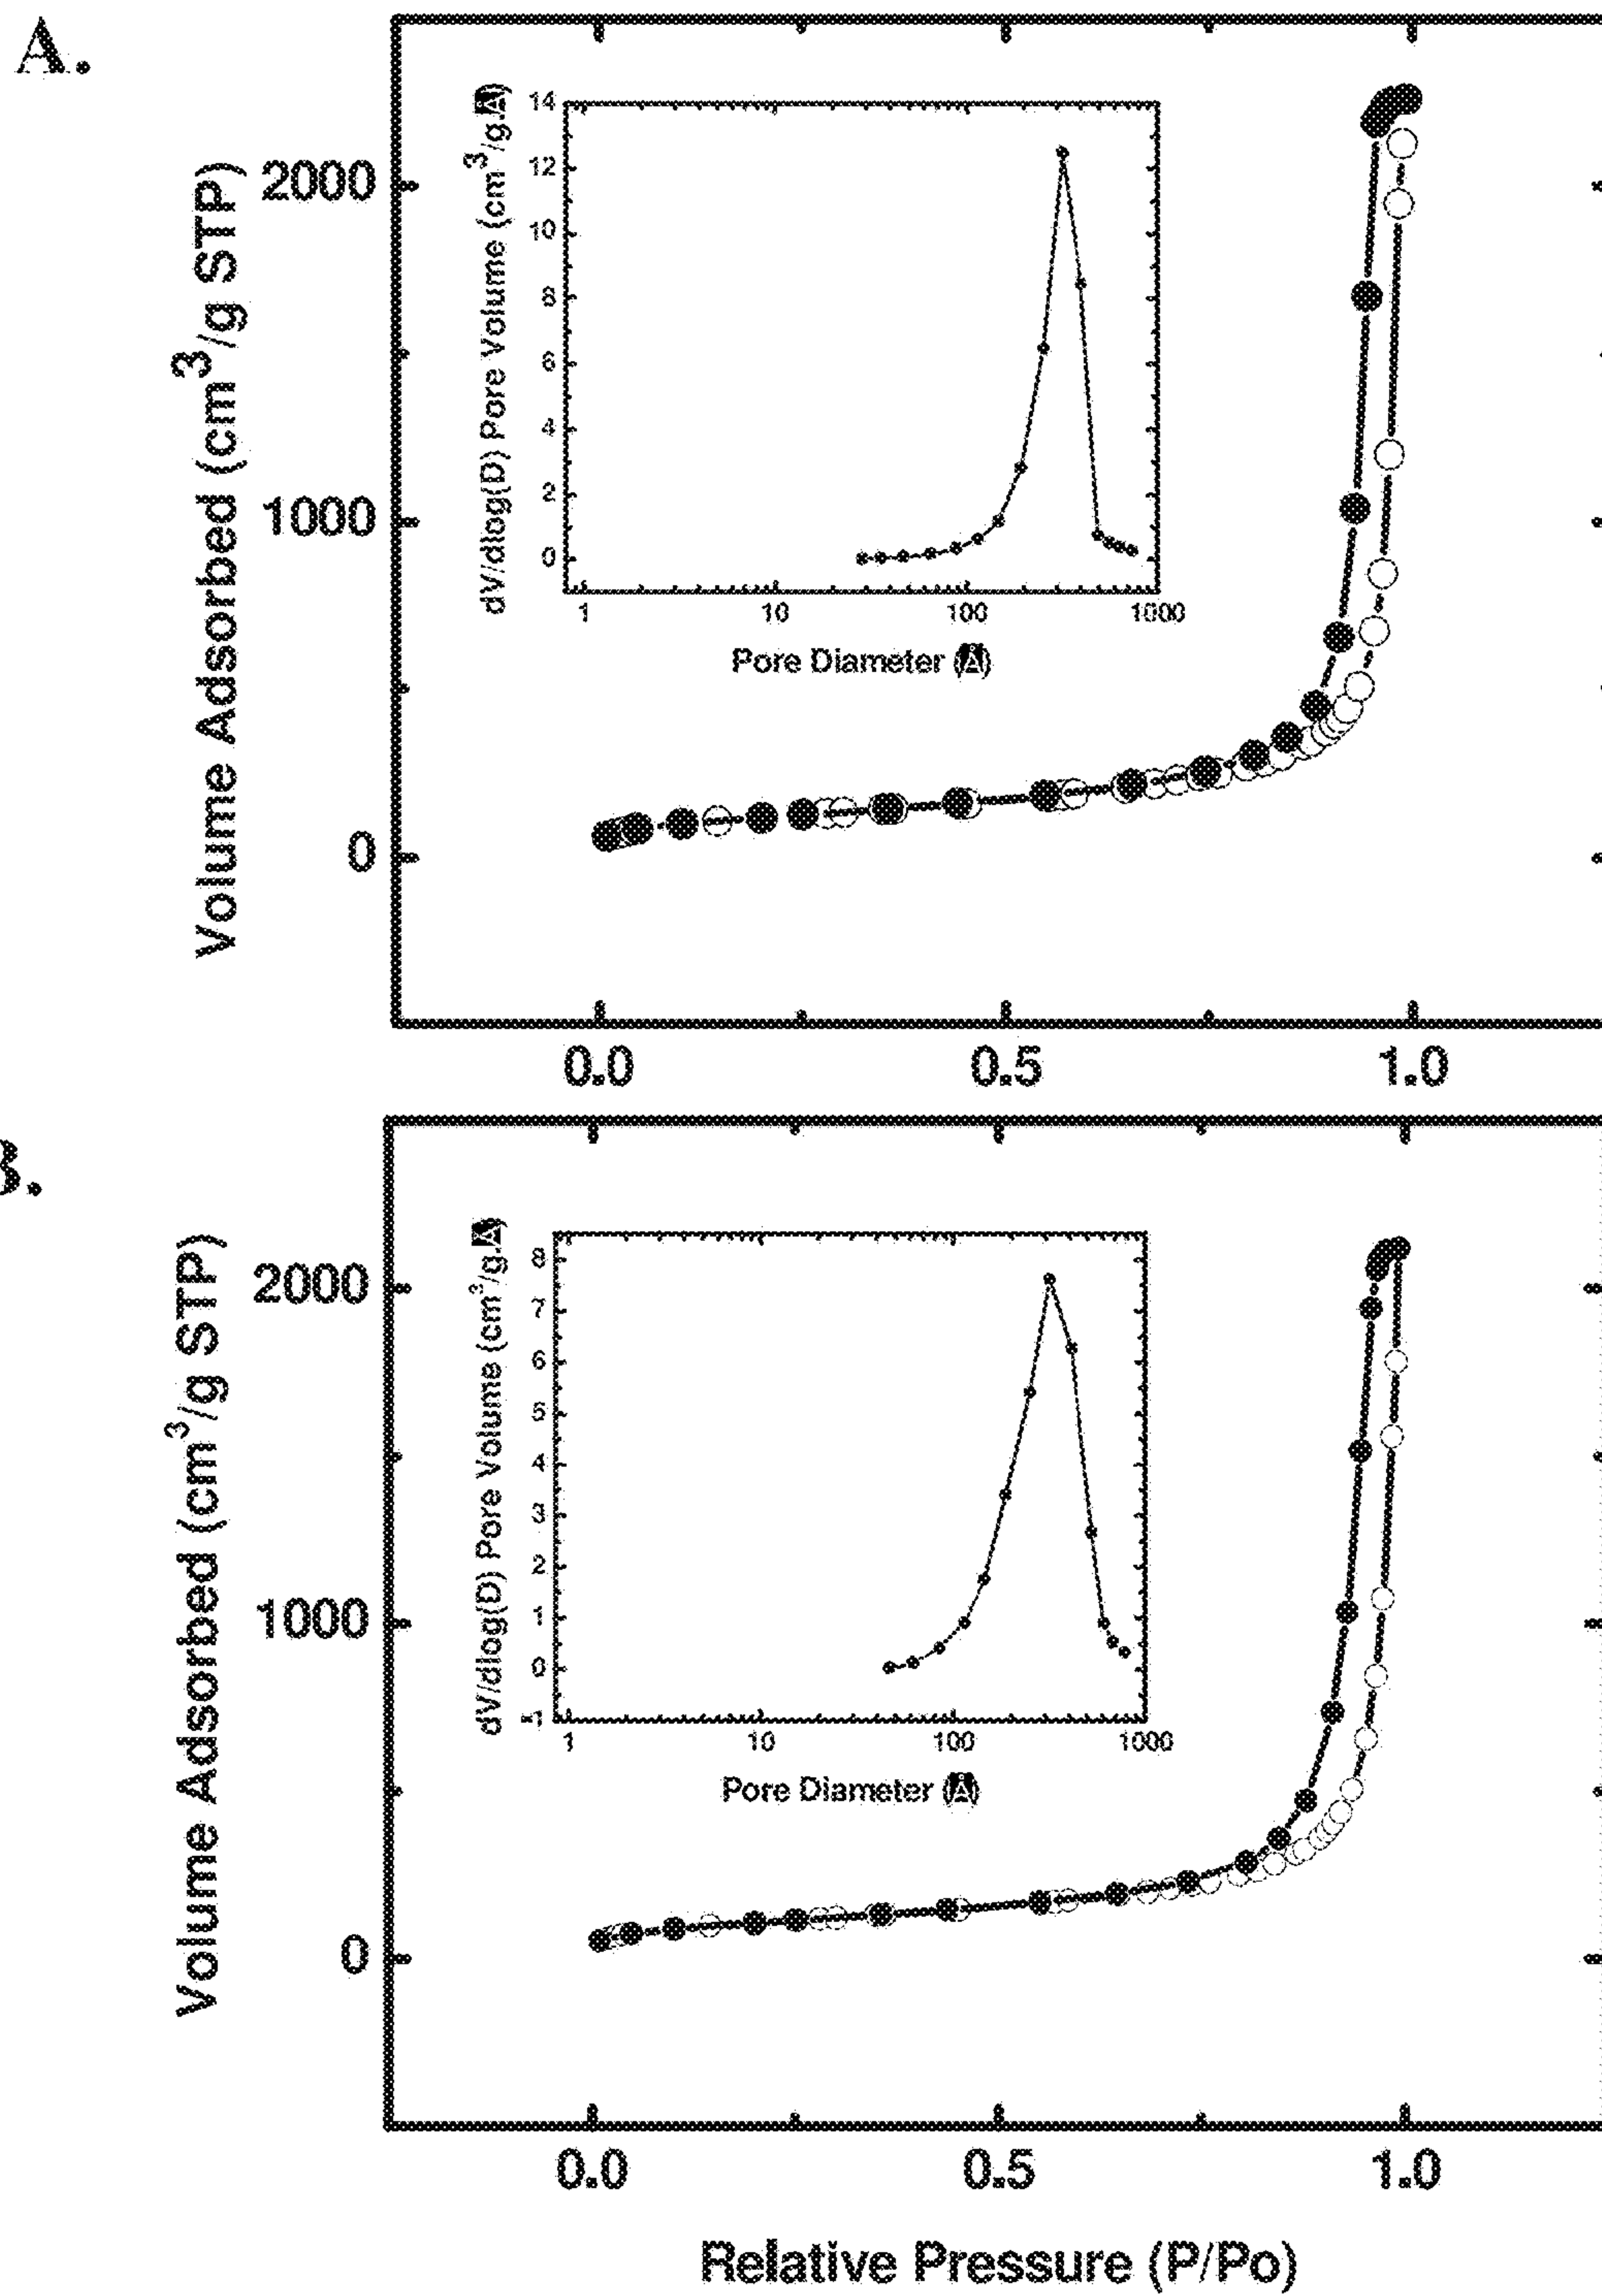 A.
Volume Adsorbed (cm³/g STP)
2000
1000
0
dV/dlog(D) Pore Volume (cm³/g.Å)
14
12
10
8
6
4
2
0
1 10 100 1000
Pore Diameter (Å)
0.0 0.5 1.0
B.
Volume Adsorbed (cm³/g STP)
2000
1000
0
dV/dlog(D) Pore Volume (cm³/g.Å)
8
7
6
5
4
3
2
1
0
-1
1 10 100 1000
Pore Diameter (Å)
0.0 0.5 1.0
Relative Pressure (P/Po)